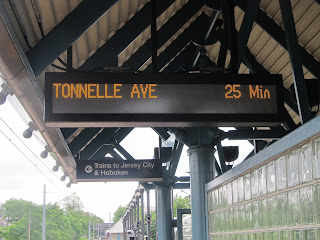 TONNELLE AVE 25 Min
Trains to Jersey City
& Hoboken